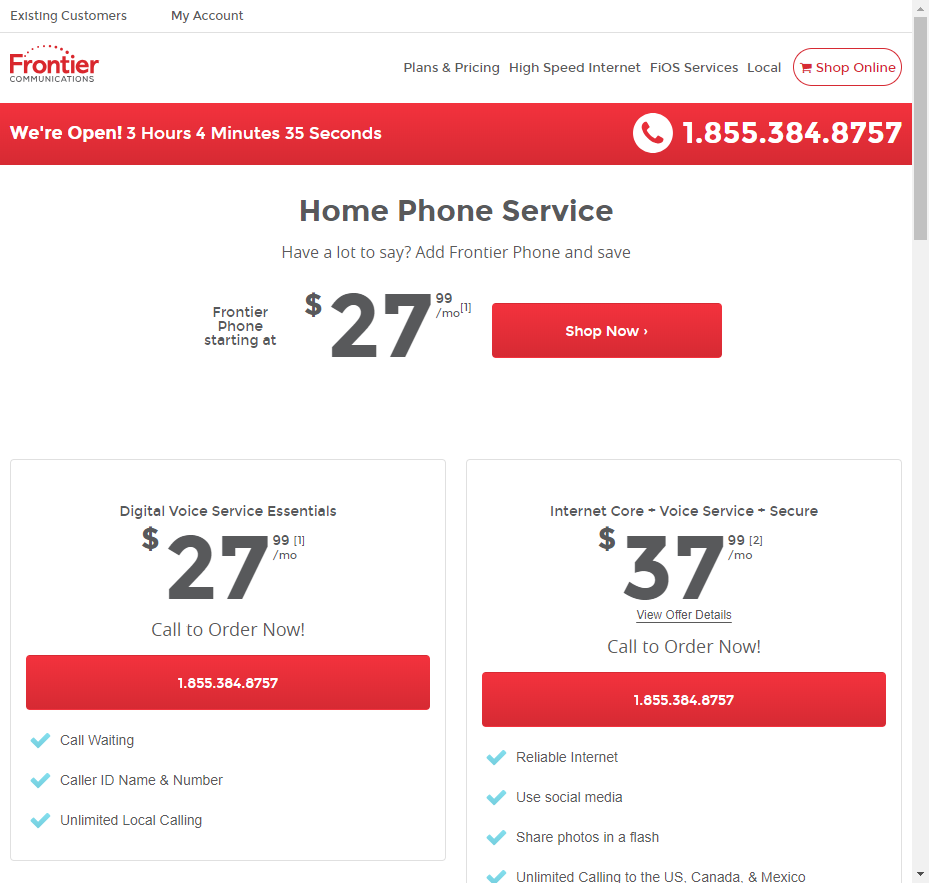 Existing Customers My Account
Frontier
COMMUNICATIONS
Plans & Pricing High Speed Internet FiOS Services Local Shop Online
We're Open! 3 Hours 4 Minutes 35 Seconds
1.855.384.8757
Home Phone Service
Have a lot to say? Add Frontier Phone and save
Frontier
Phone
starting at
$27 99 /mo[1]
Shop Now ›
Digital Voice Service Essentials
$27 99 [1] /mo
Call to Order Now!
1.855.384.8757
Call Waiting
Caller ID Name & Number
Unlimited Local Calling
Internet Core + Voice Service + Secure
$37 99 [2] /mo
View Offer Details
Call to Order Now!
1.855.384.8757
Reliable Internet
Use social media
Share photos in a flash
Unlimited Calling to the US, Canada, & Mexico